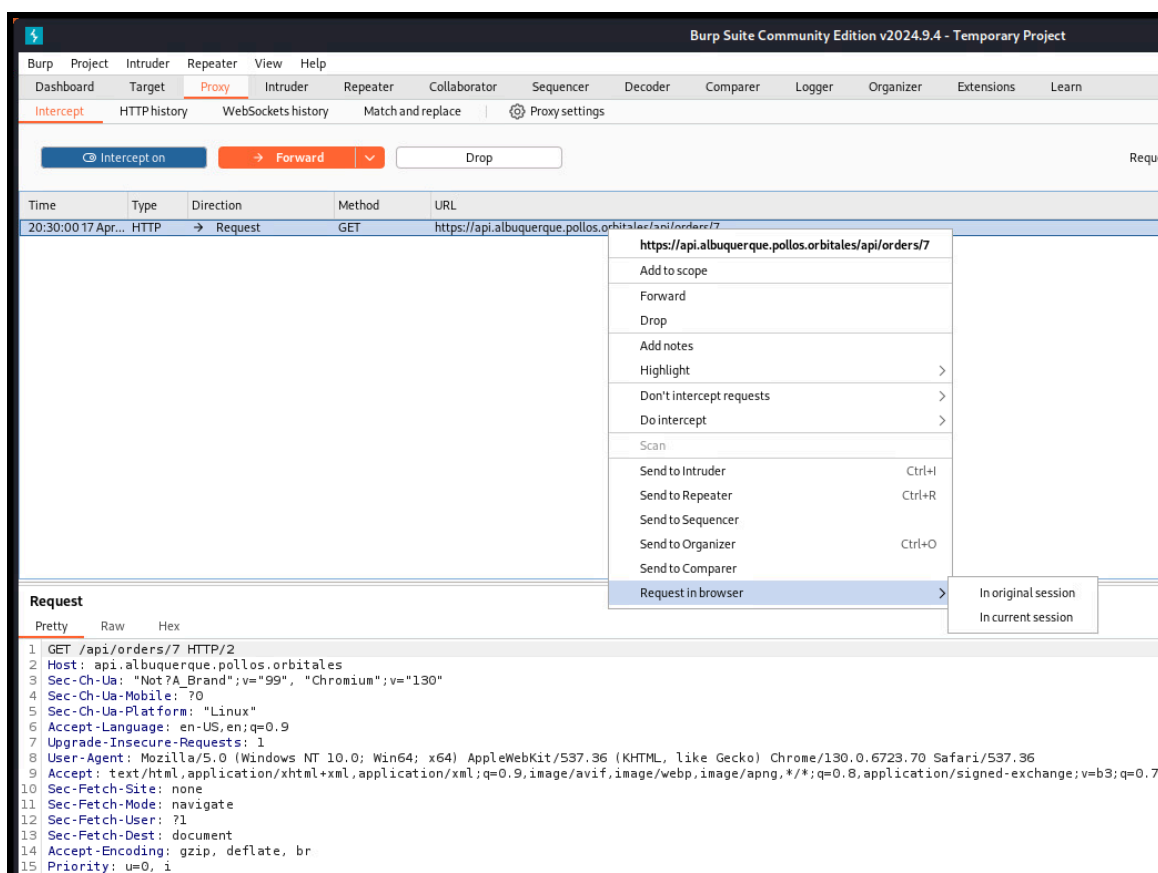 Burp Suite Community Edition v2024.9.4 - Temporary Project
Burp Project Intruder Repeater View Help
Dashboard Target Proxy Intruder Repeater Collaborator Sequencer Decoder Comparer Logger Organizer Extensions Learn
Intercept HTTP history WebSockets history Match and replace Proxy settings
Intercept on → Forward Drop Requ
Time Type Direction Method URL
20:30:00 17 Apr... HTTP → Request GET https://api.albuquerque.pollos.orbitales/api/orders/7
https://api.albuquerque.pollos.orbitales/api/orders/7
Add to scope
Forward
Drop
Add notes
Highlight
Don't intercept requests
Do intercept
Scan
Send to Intruder Ctrl+I
Send to Repeater Ctrl+R
Send to Sequencer
Send to Organizer Ctrl+O
Send to Comparer
Request in browser
In original session
In current session
Request
Pretty Raw Hex
1 GET /api/orders/7 HTTP/2
2 Host: api.albuquerque.pollos.orbitales
3 Sec-Ch-Ua: "Not?A_Brand";v="99", "Chromium";v="130"
4 Sec-Ch-Ua-Mobile: ?0
5 Sec-Ch-Ua-Platform: "Linux"
6 Accept-Language: en-US,en;q=0.9
7 Upgrade-Insecure-Requests: 1
8 User-Agent: Mozilla/5.0 (Windows NT 10.0; Win64; x64) AppleWebKit/537.36 (KHTML, like Gecko) Chrome/130.0.6723.70 Safari/537.36
9 Accept: text/html,application/xhtml+xml,application/xml;q=0.9,image/avif,image/webp,image/apng,*/*;q=0.8,application/signed-exchange;v=b3;q=0.7
10 Sec-Fetch-Site: none
11 Sec-Fetch-Mode: navigate
12 Sec-Fetch-User: ?1
13 Sec-Fetch-Dest: document
14 Accept-Encoding: gzip, deflate, br
15 Priority: u=0, i